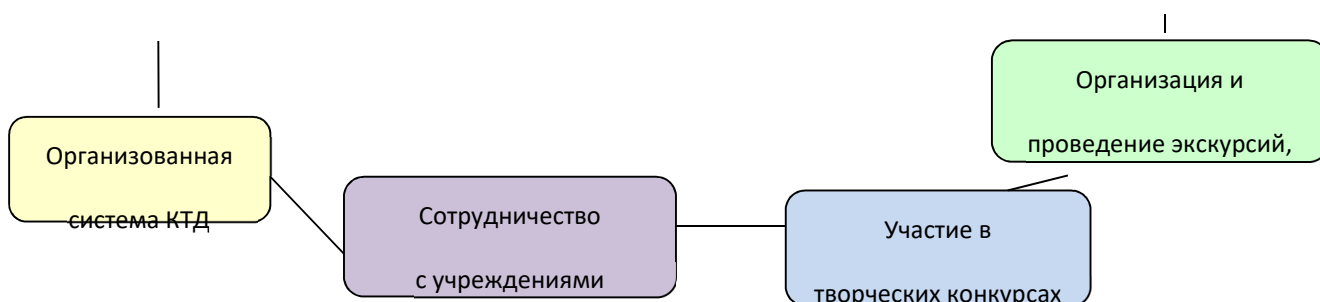 Организация и
проведение экскурсий,
Организованная
система КТД
Сотрудничество
с учреждениями
Участие в
творческих конкурсах